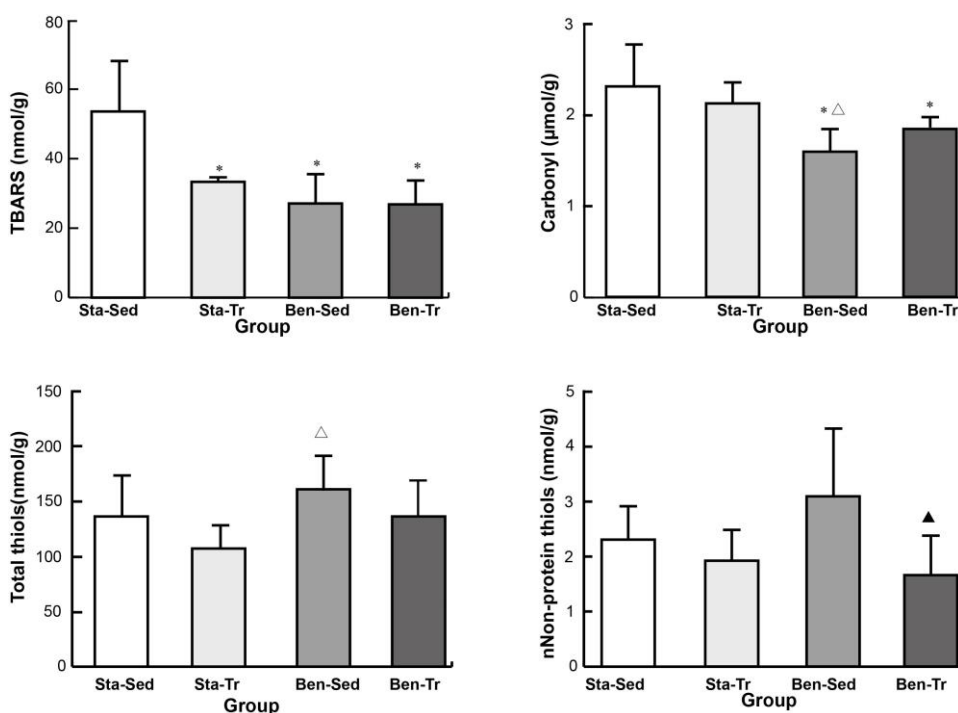 TBARS (nmol/g)
80
60
40
20
0
*
*
*
Sta-Sed Sta-Tr Ben-Sed Ben-Tr
Group
Carbonyl (μmol/g)
3
2
1
0
* △
*
Sta-Sed Sta-Tr Ben-Sed Ben-Tr
Group
Total thiols(nmol/g)
150
200
150
100
50
0
△
Sta-Sed Sta-Tr Ben-Sed Ben-Tr
Group
nNon-protein thiols (nmol/g)
5
4
3
2
1
0
▲
Sta-Sed Sta-Tr Ben-Sed Ben-Tr
Group